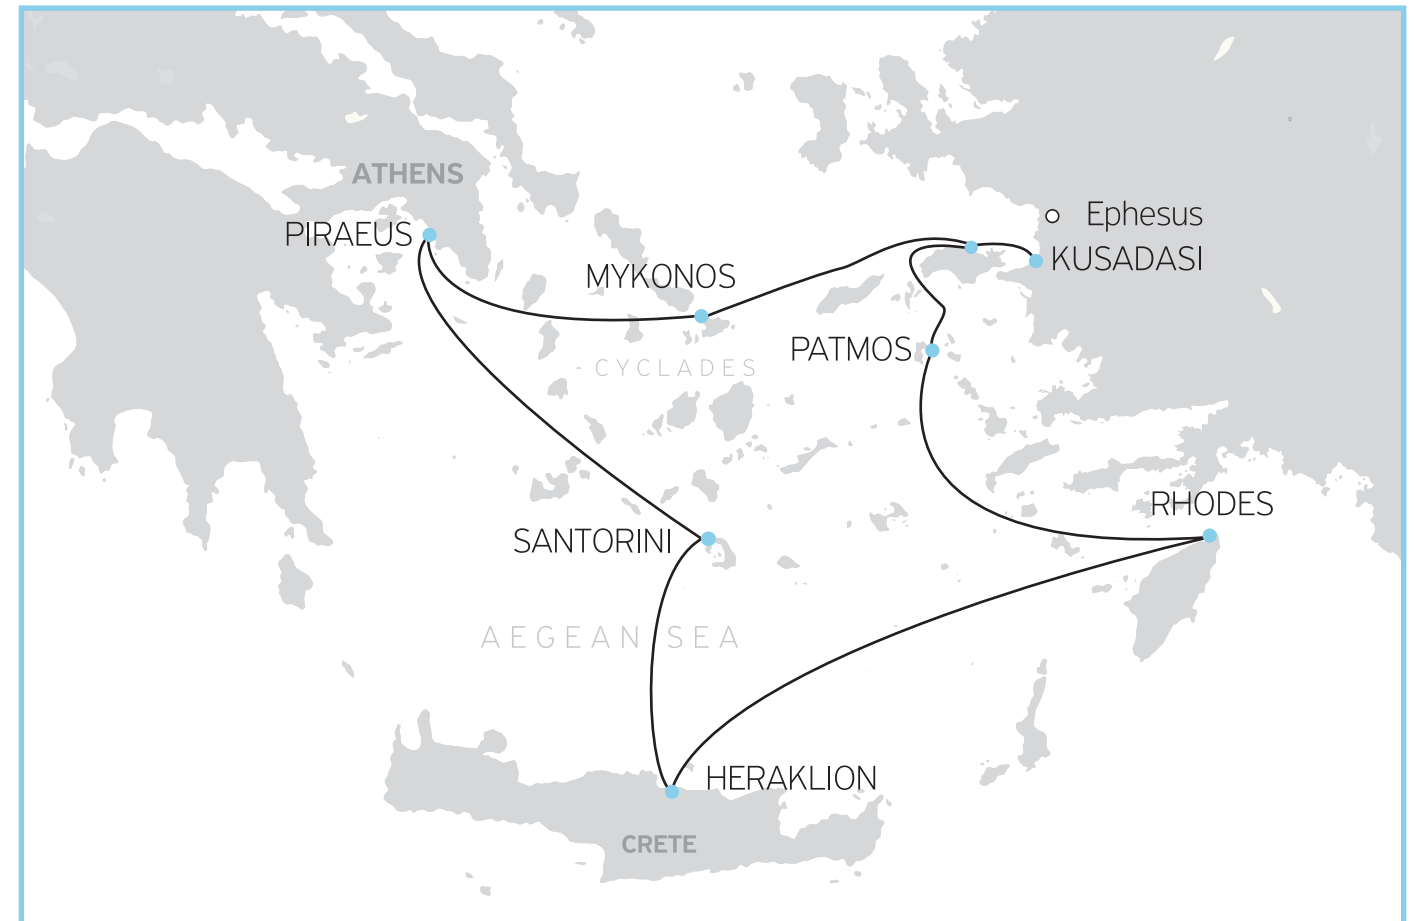 ATHENS
Ephesus
PIRAEUS
KUSADASI
MYKONOS
PATMOS
CYCLADES
RHODES
SANTORINI
AEGEAN SEA
HERAKLION
CRETE